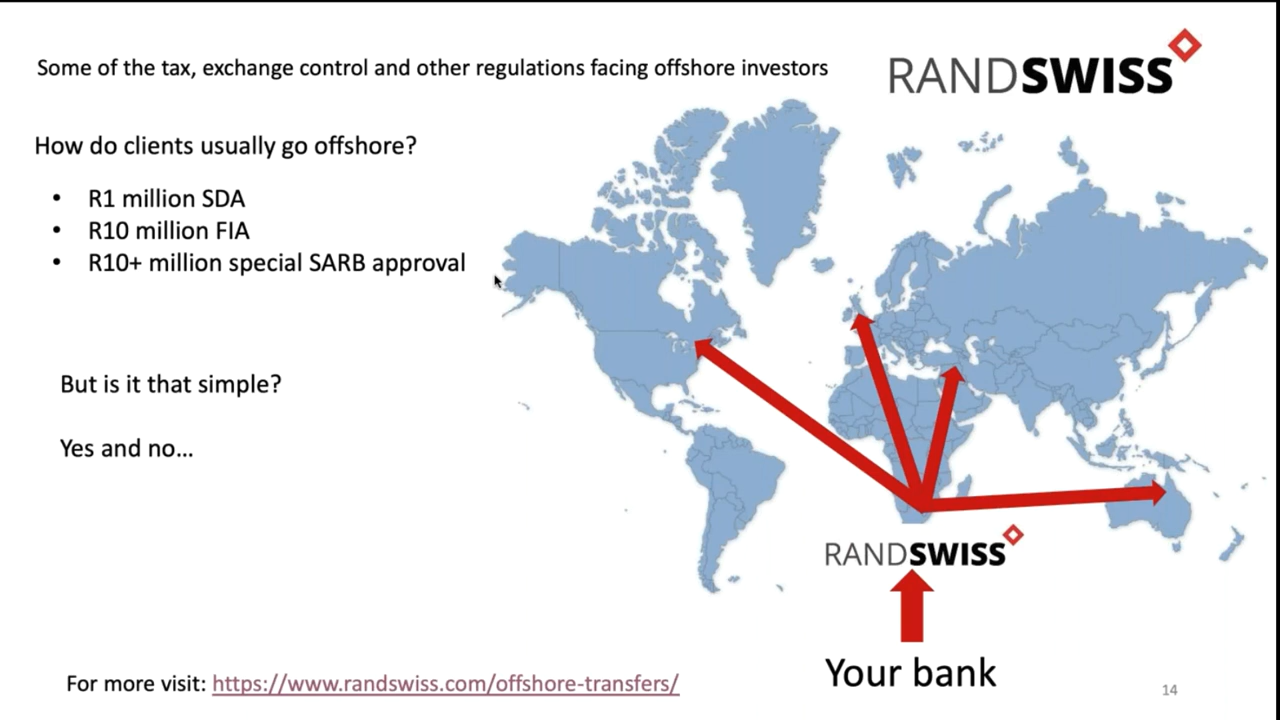 Some of the tax, exchange control and other regulations facing offshore investors
RANDSWISS
How do clients usually go offshore?
• R1 million SDA
• R10 million FIA
• R10+ million special SARB approval
But is it that simple?
Yes and no...
RANDSWISS
Your bank
For more visit: https://www.randswiss.com/offshore-transfers/
14